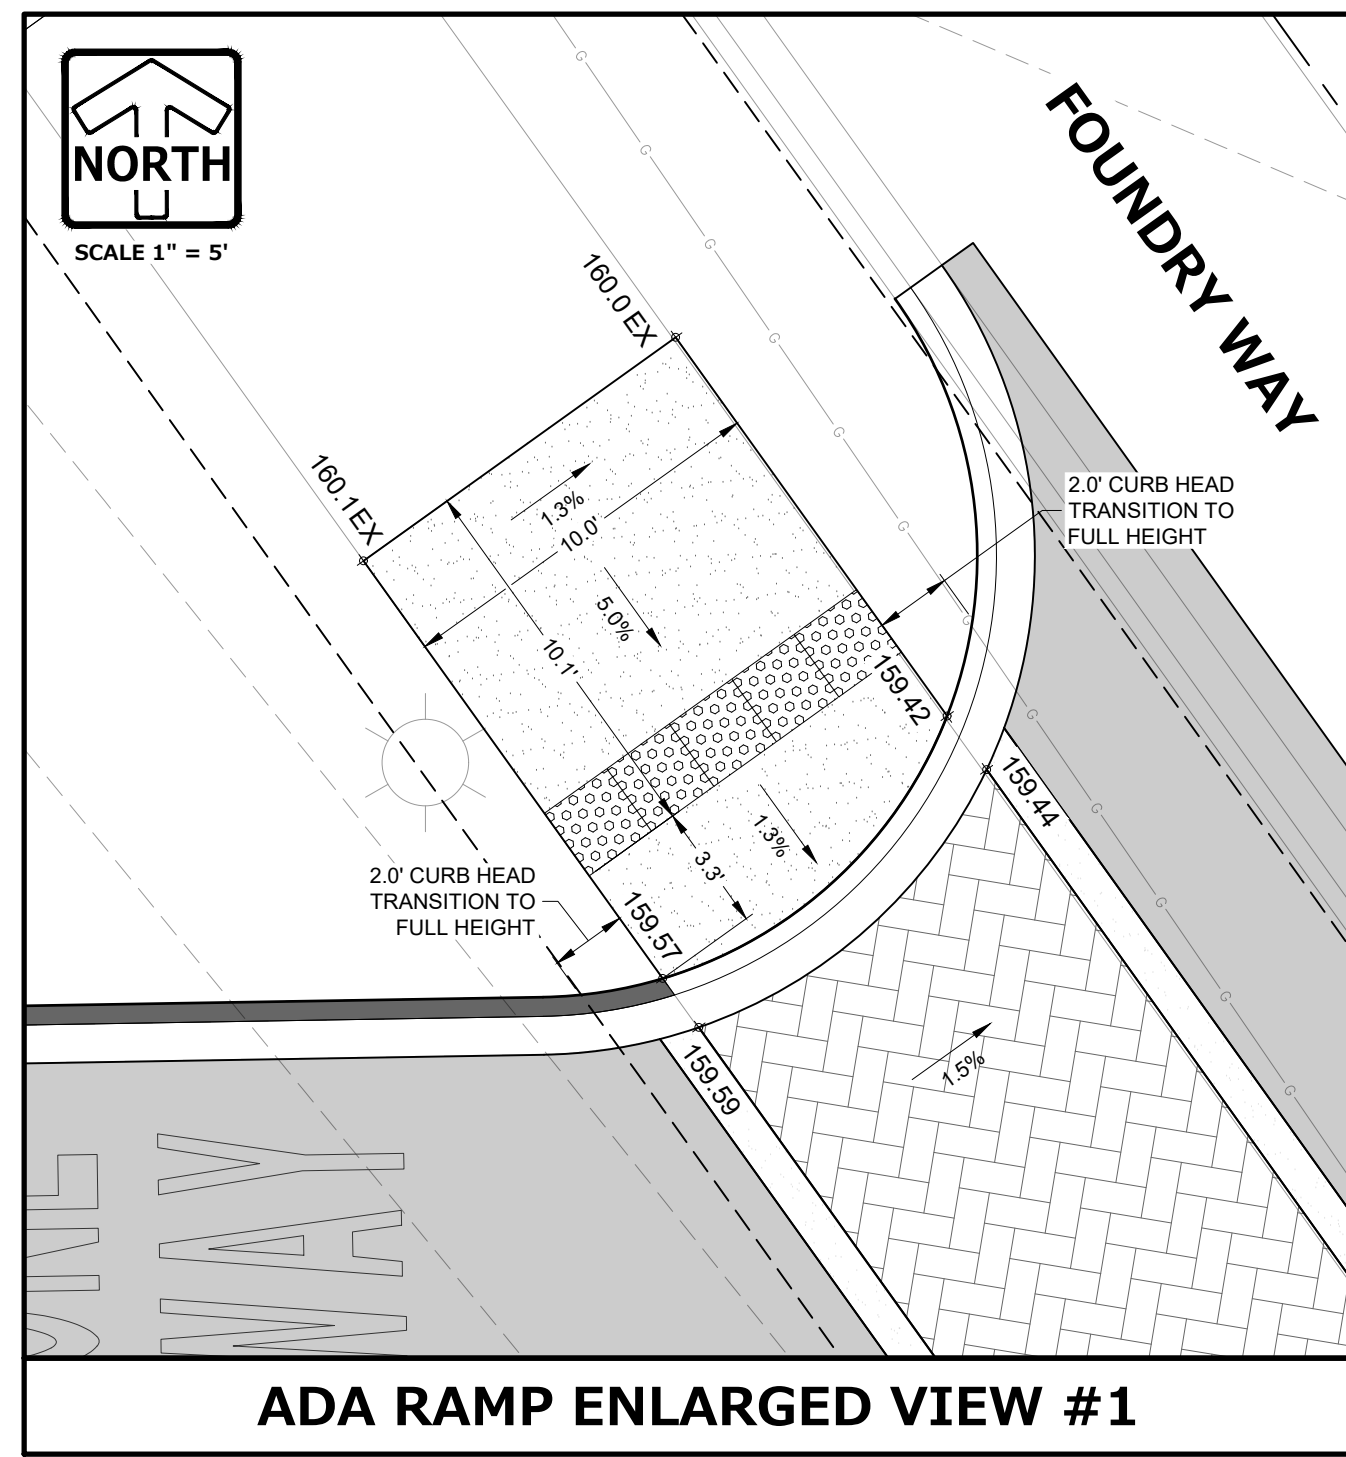 NORTH
SCALE 1" = 5'
FOUNDRY WAY
160.0 EX
160.1 EX
1.3%
10.0'
5.0%
10.1'
2.0' CURB HEAD
TRANSITION TO
FULL HEIGHT
159.42
159.44
1.3%
3.3'
2.0' CURB HEAD
TRANSITION TO
FULL HEIGHT
159.57
159.59
1.5%
G
G
G
G
G
G
G
G
G
G
G
G
WAY
ADA RAMP ENLARGED VIEW #1